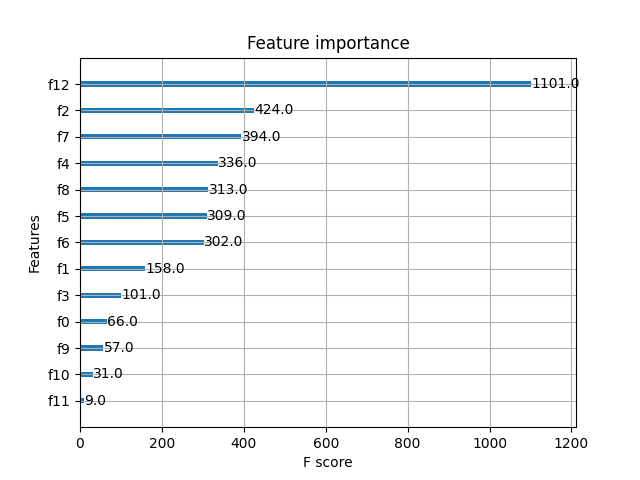 Feature importance
f12 1101.0
f2 424.0
f7 394.0
f4 336.0
f8 313.0
f5 309.0
f6 302.0
f1 158.0
f3 101.0
f0 66.0
f9 57.0
f10 31.0
f11 9.0
Features
0 200 400 600 800 1000 1200
F score